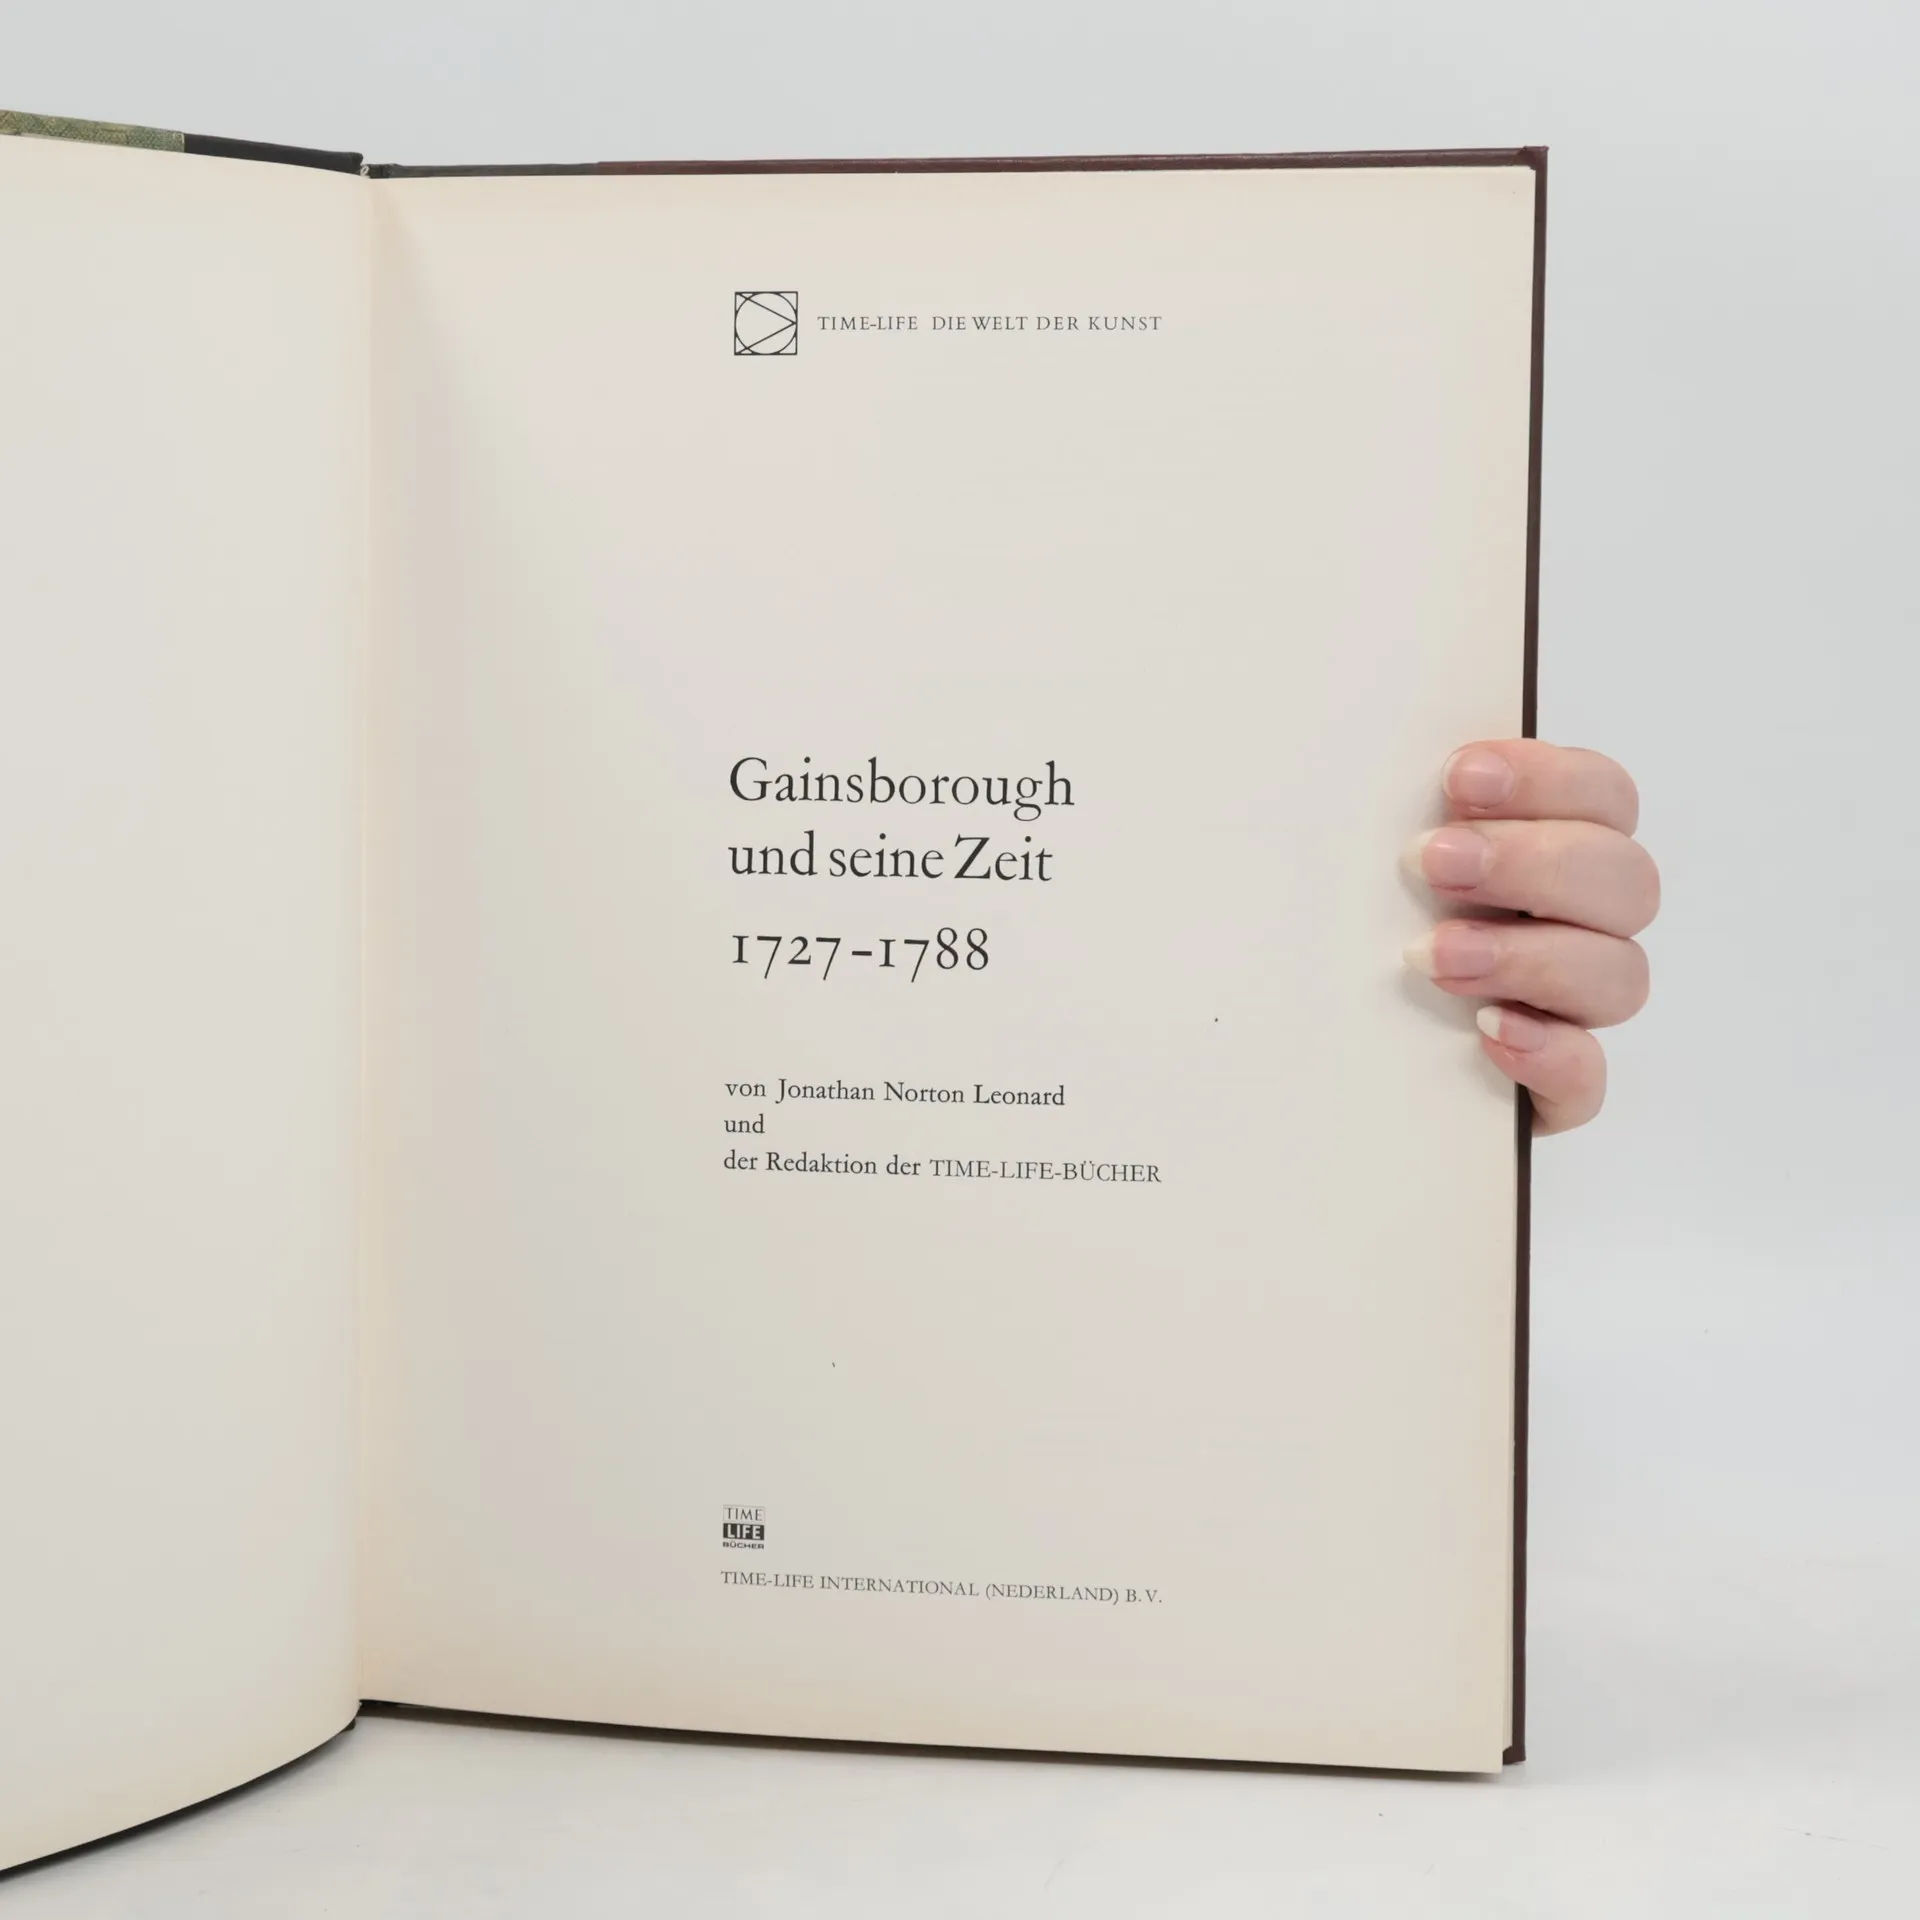 TIME-LIFE DIE WELT DER KUNST
Gainsborough
und seine Zeit
1727-1788
von Jonathan Norton Leonard
und
der Redaktion der TIME-LIFE-BÜCHER
TIME
LIFE
BÜCHER
TIME-LIFE INTERNATIONAL (NEDERLAND) B.V.